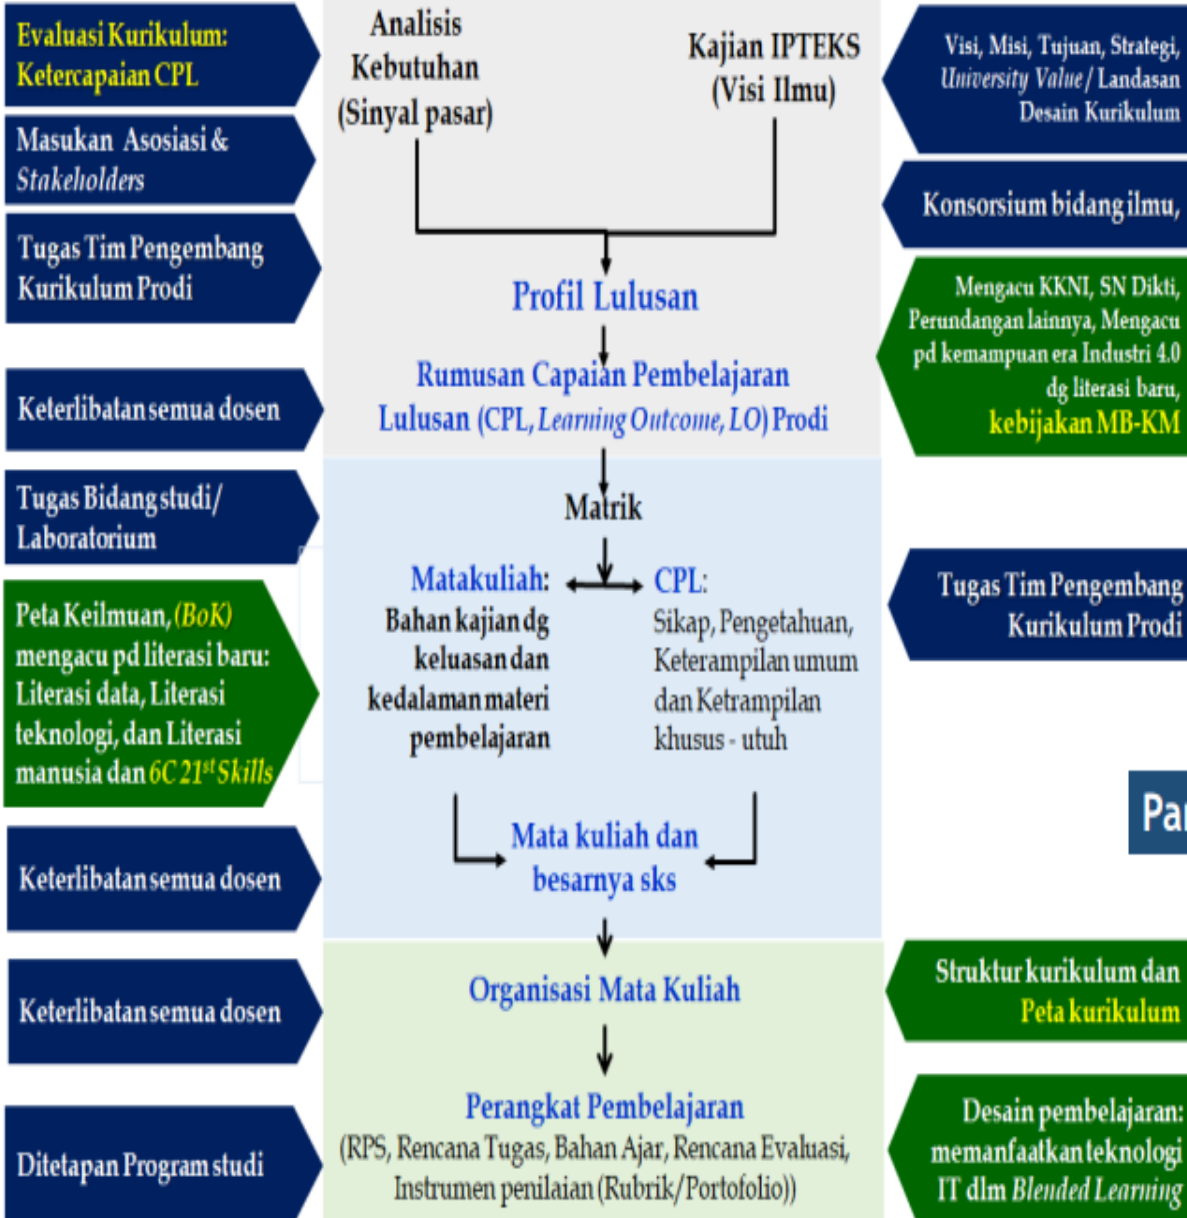 Evaluasi Kurikulum:
Ketercapaian CPL
Masukan Asosiasi &
Stakeholders
Tugas Tim Pengembang
Kurikulum Prodi
Keterlibatan semua dosen
Tugas Bidang studi/
Laboratorium
Peta Keilmuan, (BoK)
mengacu pd literasi baru:
Literasi data, Literasi
teknologi, dan Literasi
manusia dan 6C 21st Skills
Keterlibatan semua dosen
Keterlibatan semua dosen
Ditetapan Program studi
Analisis
Kebutuhan
(Sinyal pasar)
Kajian IPTEKS
(Visi Ilmu)
Profil Lulusan
Rumusan Capaian Pembelajaran
Lulusan (CPL, Learning Outcome, LO) Prodi
Matrik
Matakuliah:
Bahan kajian dg
keluasan dan
kedalaman materi
pembelajaran
CPL:
Sikap, Pengetahuan,
Keterampilan umum
dan Ketrampilan
khusus - utuh
Mata kuliah dan
besarnya sks
Organisasi Mata Kuliah
Perangkat Pembelajaran
(RPS, Rencana Tugas, Bahan Ajar, Rencana Evaluasi,
Instrumen penilaian (Rubrik/Portofolio))
Visi, Misi, Tujuan, Strategi,
University Value / Landasan
Desain Kurikulum
Konsorsium bidang ilmu,
Mengacu KKNI, SN Dikti,
Perundangan lainnya, Mengacu
pd kemampuan era Industri 4.0
dg literasi baru,
kebijakan MB-KM
Tugas Tim Pengembang
Kurikulum Prodi
Struktur kurikulum dan
Peta kurikulum
Desain pembelajaran:
memanfaatkan teknologi
IT dlm Blended Learning